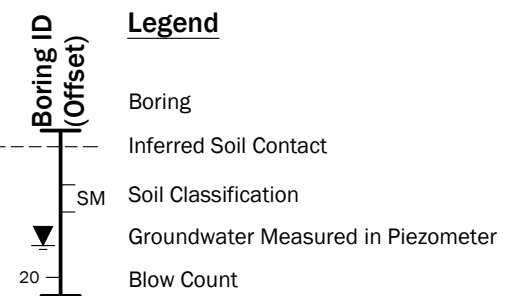 Boring ID
(Offset)
Legend
Boring
Inferred Soil Contact
SM
Soil Classification
Groundwater Measured in Piezometer
20
Blow Count